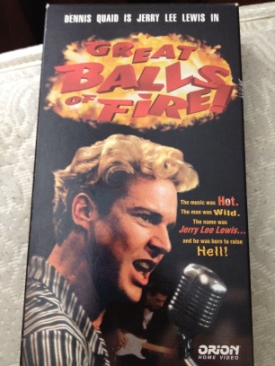 DENNIS QUAID IS JERRY LEE LEWIS IN
GREAT
BALLS
OF FIRE!
The music was Hot.
The man was Wild.
The name was
Jerry Lee Lewis...
and he was born to raise
Hell!
ORION
HOME VIDEO